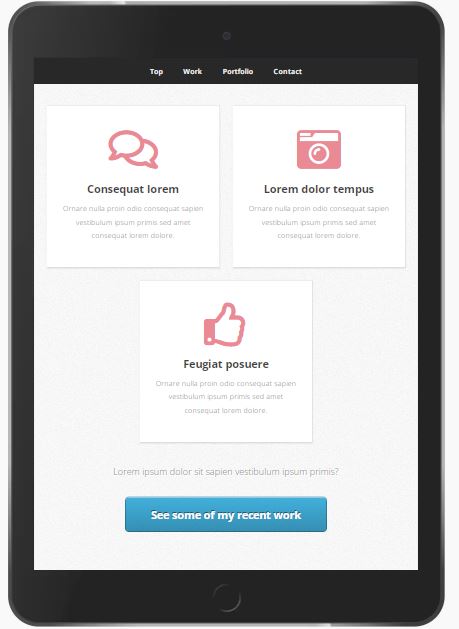 Top Work Portfolio Contact
Consequat lorem
Ornare nulla proin odio consequat sapien
vestibulum ipsum primis sed amet
consequat lorem dolore.
Lorem dolor tempus
Ornare nulla proin odio consequat sapien
vestibulum ipsum primis sed amet
consequat lorem dolore.
Feugiat posuere
Ornare nulla proin odio consequat sapien
vestibulum ipsum primis sed amet
consequat lorem dolore.
Lorem ipsum dolor sit sapien vestibulum ipsum primis?
See some of my recent work